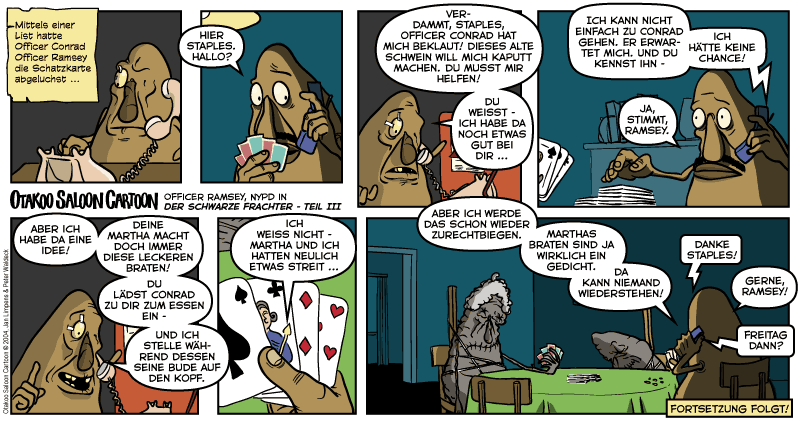 Mittels einer
List hatte
Officer Conrad
Officer Ramsey
die Schatzkarte
abgeluchst ...
HIER
STAPLES.
HALLO?
VER-
DAMMT, STAPLES,
OFFICER CONRAD HAT
MICH BEKLAUT! DIESES ALTE
SCHWEIN WILL MICH KAPUTT
MACHEN. DU MUSST MIR
HELFEN!
DU
WEISST -
ICH HABE DA
NOCH ETWAS
GUT BEI
DIR ...
ICH KANN NICHT
EINFACH ZU CONRAD
GEHEN. ER ERWAR-
TET MICH. UND DU
KENNST IHN -
ICH
HÄTTE KEINE
CHANCE!
JA,
STIMMT,
RAMSEY.
OTAKOO SALOON CARTOON
OFFICER RAMSEY, NYPD IN
DER SCHWARZE FRACHTER - TEIL III
ABER ICH
HABE DA EINE
IDEE!
DEINE
MARTHA MACHT
DOCH IMMER
DIESE LECKEREN
BRATEN!
DU
LÄDST CONRAD
ZU DIR ZUM ESSEN
EIN -
UND ICH
STELLE WÄH-
REND DESSEN
SEINE BUDE AUF
DEN KOPF.
ICH
WEISS NICHT -
MARTHA UND ICH
HATTEN NEULICH
ETWAS STREIT ...
ABER ICH WERDE
DAS SCHON WIEDER
ZURECHTBIEGEN.
MARTHAS
BRATEN SIND JA
WIRKLICH EIN
GEDICHT.
DA
KANN NIEMAND
WIEDERSTEHEN!
DANKE
STAPLES!
GERNE,
RAMSEY!
FREITAG
DANN?
FORTSETZUNG FOLGT!
Otakoo Saloon Cartoon © 2004 Jan Limpens & Peter Waldeck